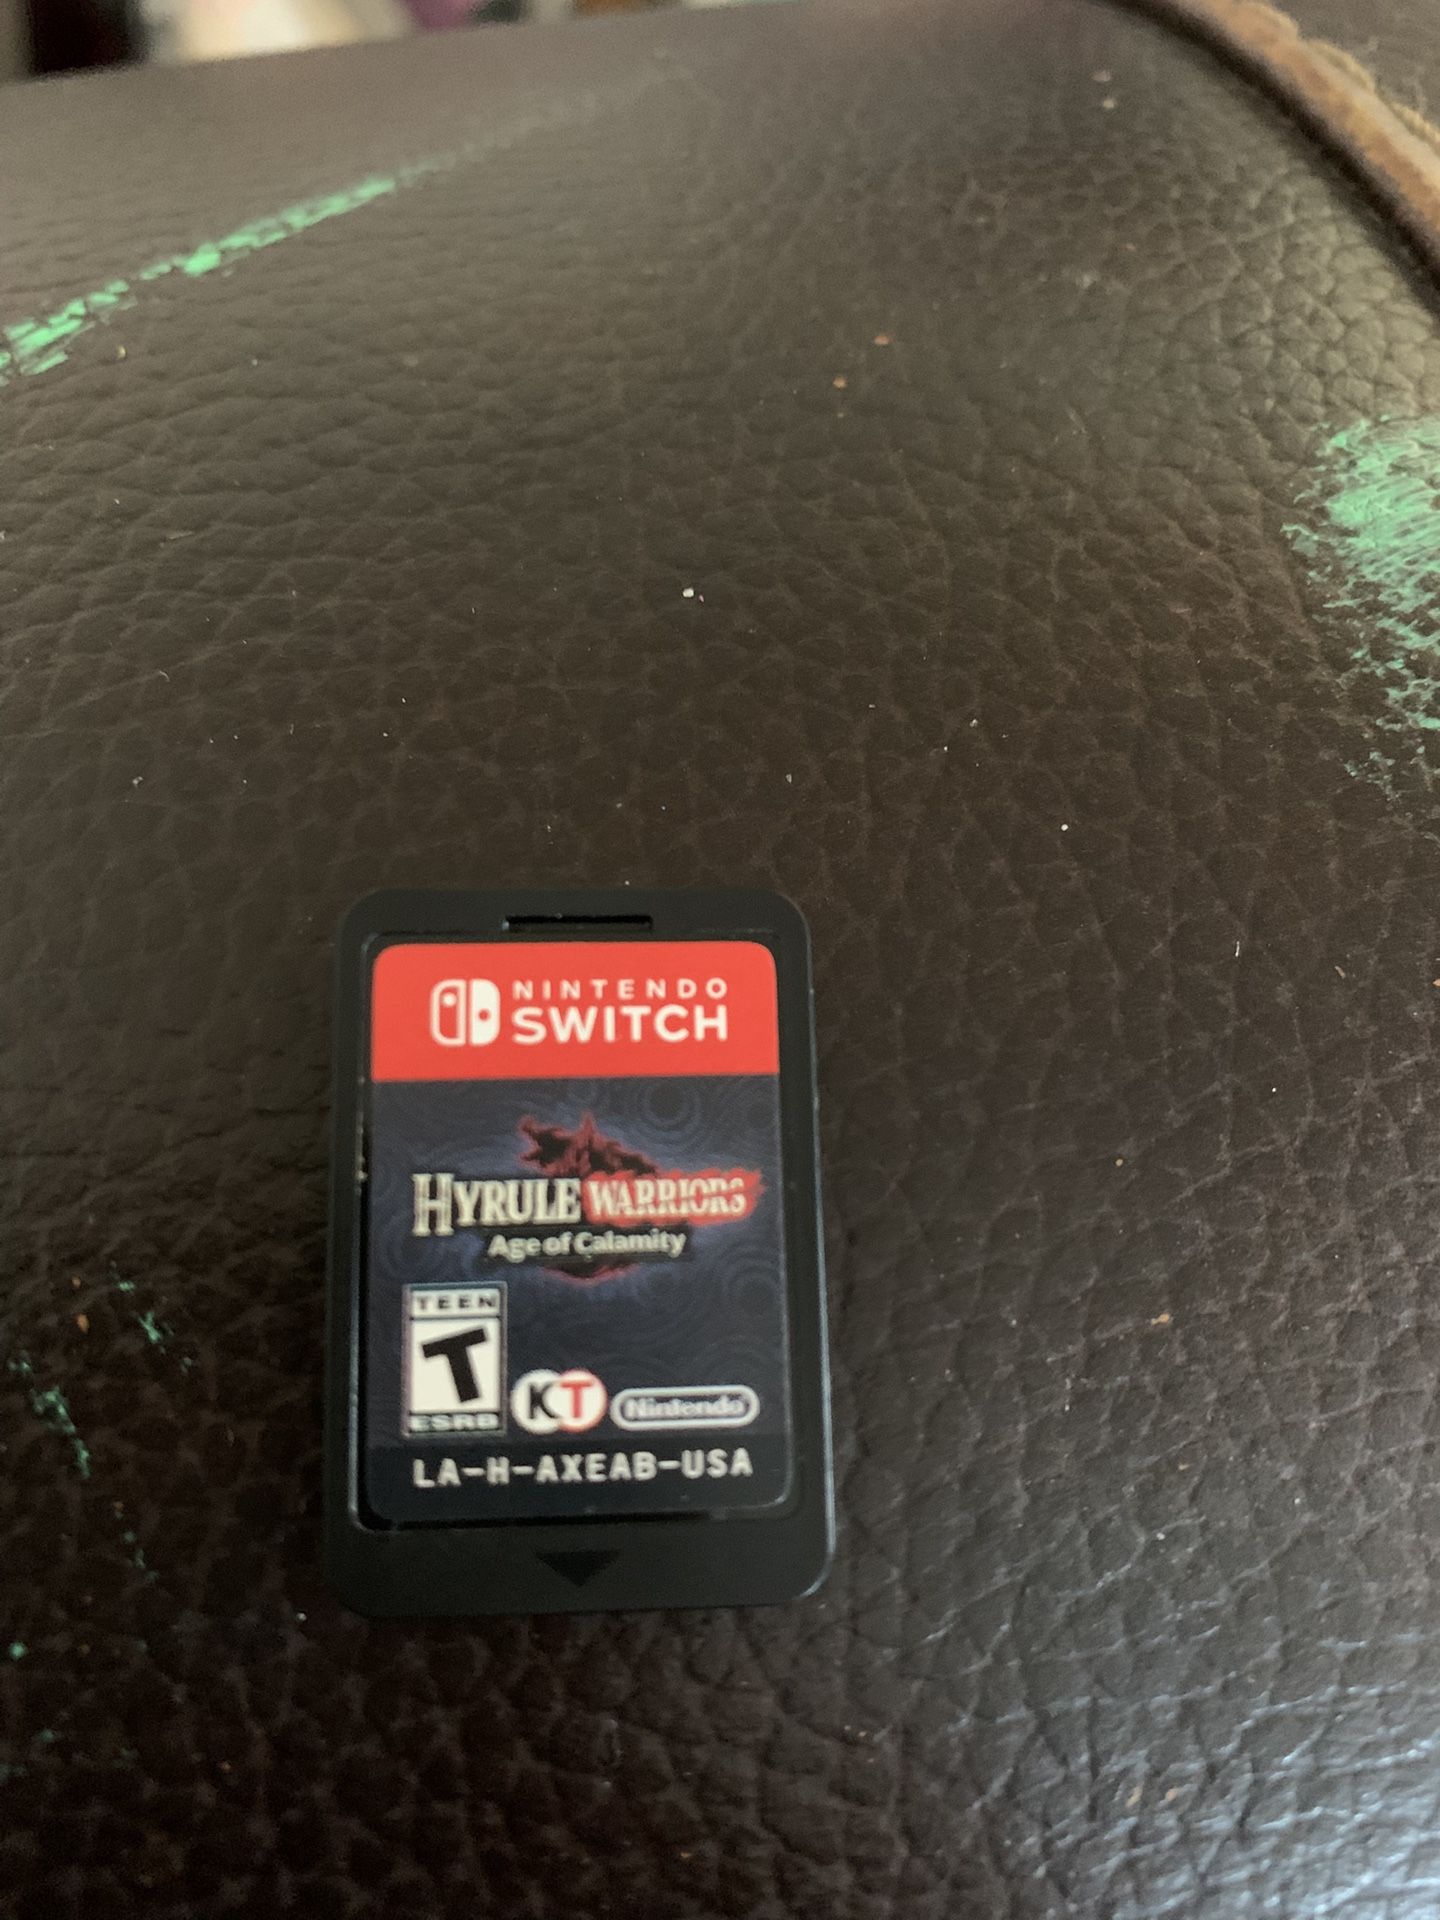 NINTENDO
SWITCH
HYRULE WARRIORS
Age of Calamity
TEEN
T
ESRB
KT
Nintendo
LA-H-AXEAB-USA